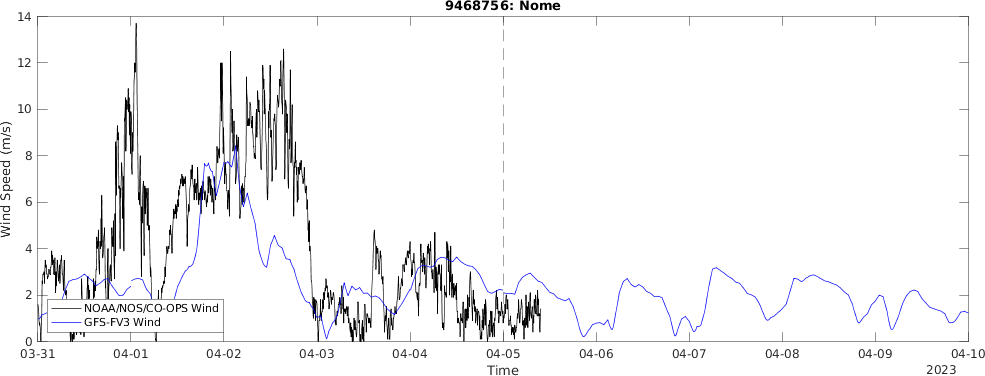 9468756: Nome
14
12
10
8
6
4
2
0
Wind Speed (m/s)
NOAA/NOS/CO-OPS Wind
GFS-FV3 Wind
03-31 04-01 04-02 04-03 04-04 04-05 04-06 04-07 04-08 04-09 04-10
Time
2023